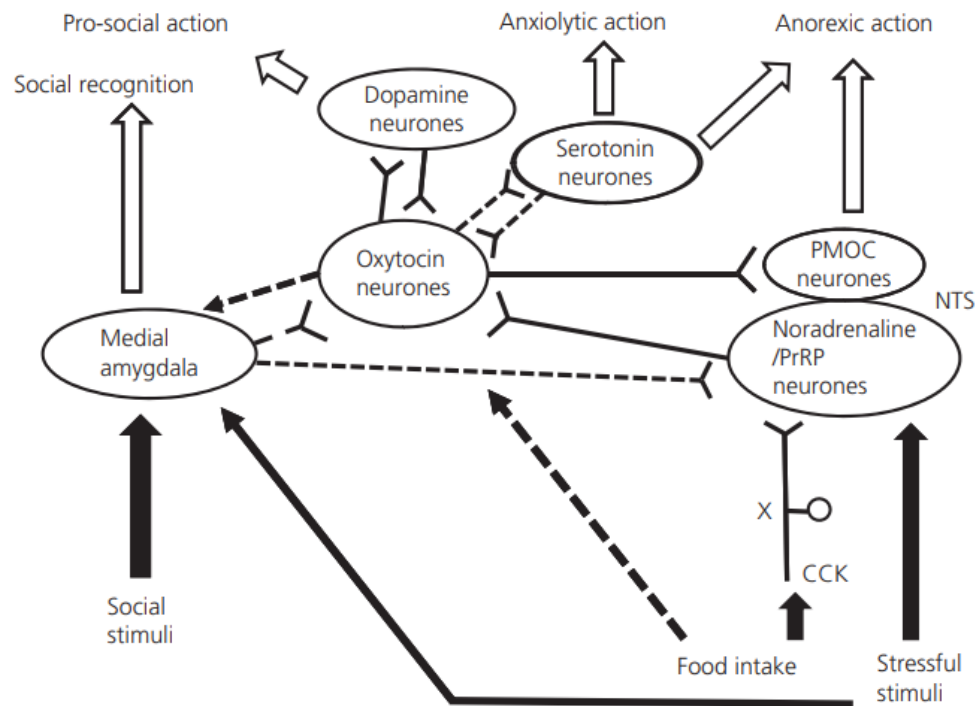 Pro-social action
Anxiolytic action
Anorexic action
Social recognition
Dopamine
neurones
Serotonin
neurones
Oxytocin
neurones
PMOC
neurones
NTS
Noradrenaline
/PrRP
neurones
Medial
amygdala
X
CCK
Social
stimuli
Food intake
Stressful
stimuli